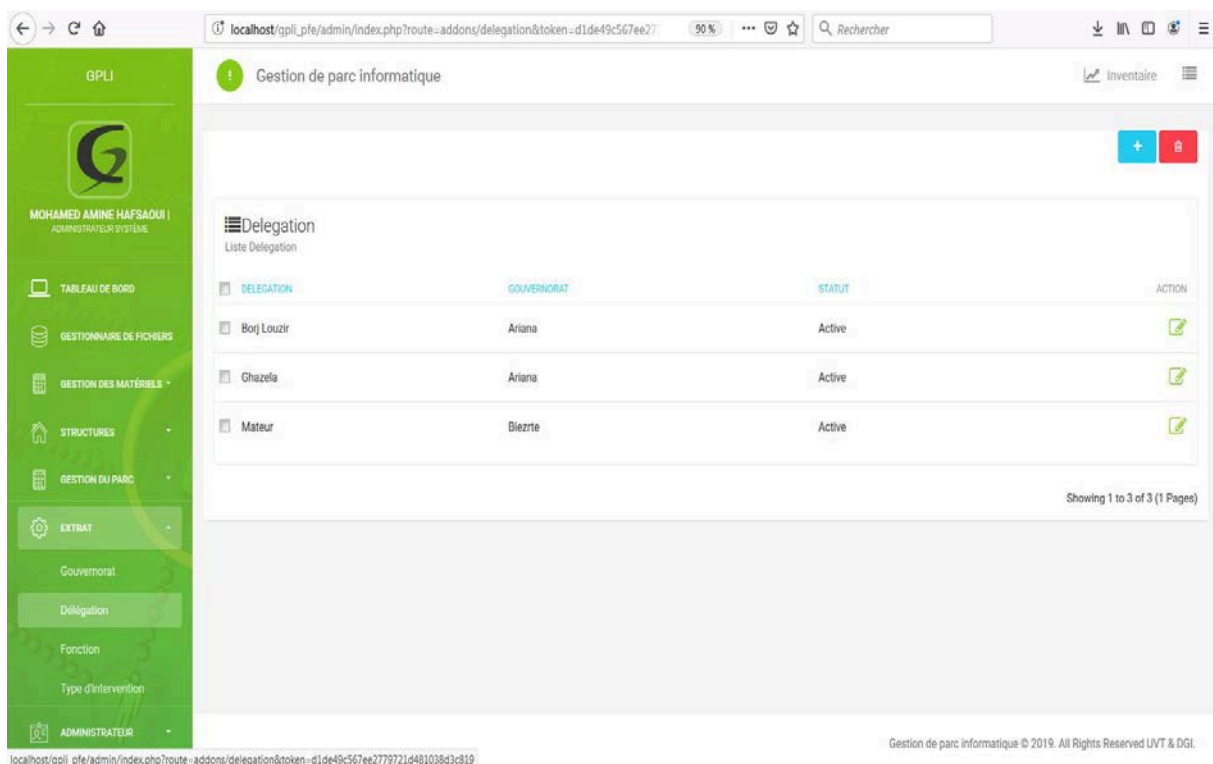 localhost/gpli_pfe/admin/index.php?route=addons/delegation&token=d1de49c567ee27
90 %
Rechercher
GPLI
Gestion de parc informatique
Inventaire
MOHAMED AMINE HAFSAOUI |
ADMINISTRATEUR SYSTÈME
Delegation
Liste Delegation
DELEGATION GOUVERNORAT STATUT ACTION
Borj Louzir Ariana Active
Ghazela Ariana Active
Mateur Biezrte Active
Showing 1 to 3 of 3 (1 Pages)
TABLEAU DE BORD
GESTIONNAIRE DE FICHIERS
GESTION DES MATÉRIELS
STRUCTURES
GESTION DU PARC
EXTRAT
Gouvernorat
Délégation
Fonction
Type d'intervention
ADMINISTRATEUR
Gestion de parc informatique © 2019. All Rights Reserved UVT & DGI.
localhost/gpli_pfe/admin/index.php?route=addons/delegation&token=d1de49c567ee2779721d481038d3c819